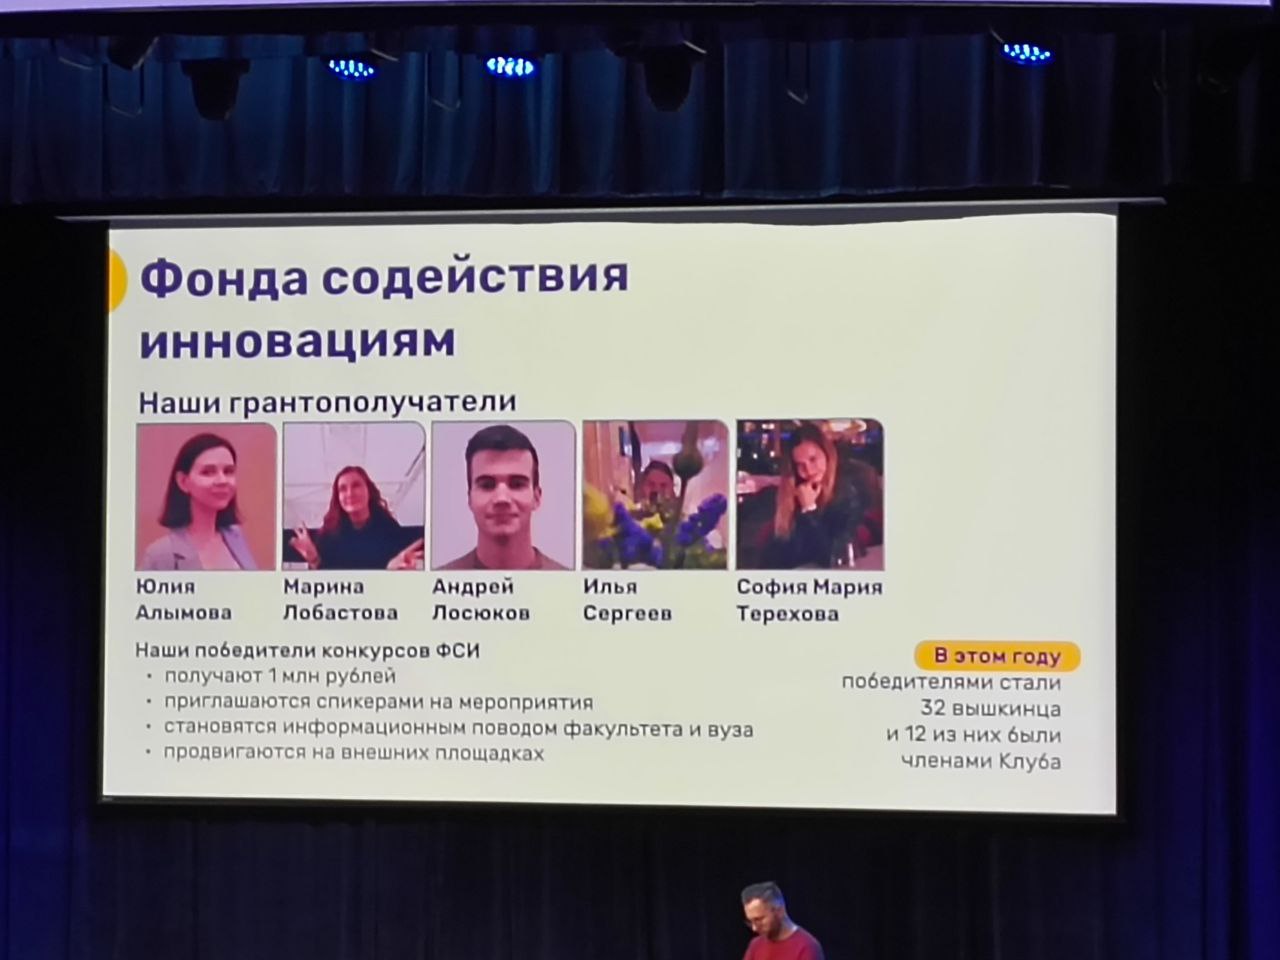 Фонда содействия
инновациям
Наши грантополучатели
Юлия
Алымова
Марина
Лобастова
Андрей
Лосюков
Илья
Сергеев
София Мария
Терехова
Наши победители конкурсов ФСИ
• получают 1 млн рублей
• приглашаются спикерами на мероприятия
• становятся информационным поводом факультета и вуза
• продвигаются на внешних площадках
В этом году
победителями стали
32 вышкинца
и 12 из них были
членами Клуба